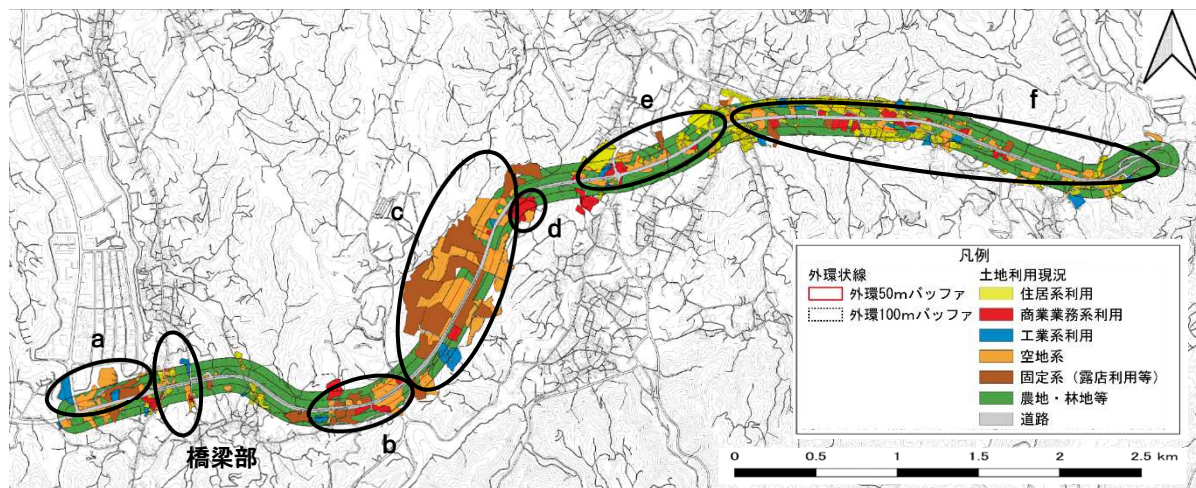 e
f
c
d
a
b
橋梁部
凡例
外環状線
外環50mバッファ
外環100mバッファ
土地利用現況
住居系利用
商業業務系利用
工業系利用
空地系
固定系（露店利用等）
農地・林地等
道路
0 0.5 1 1.5 2 2.5 km